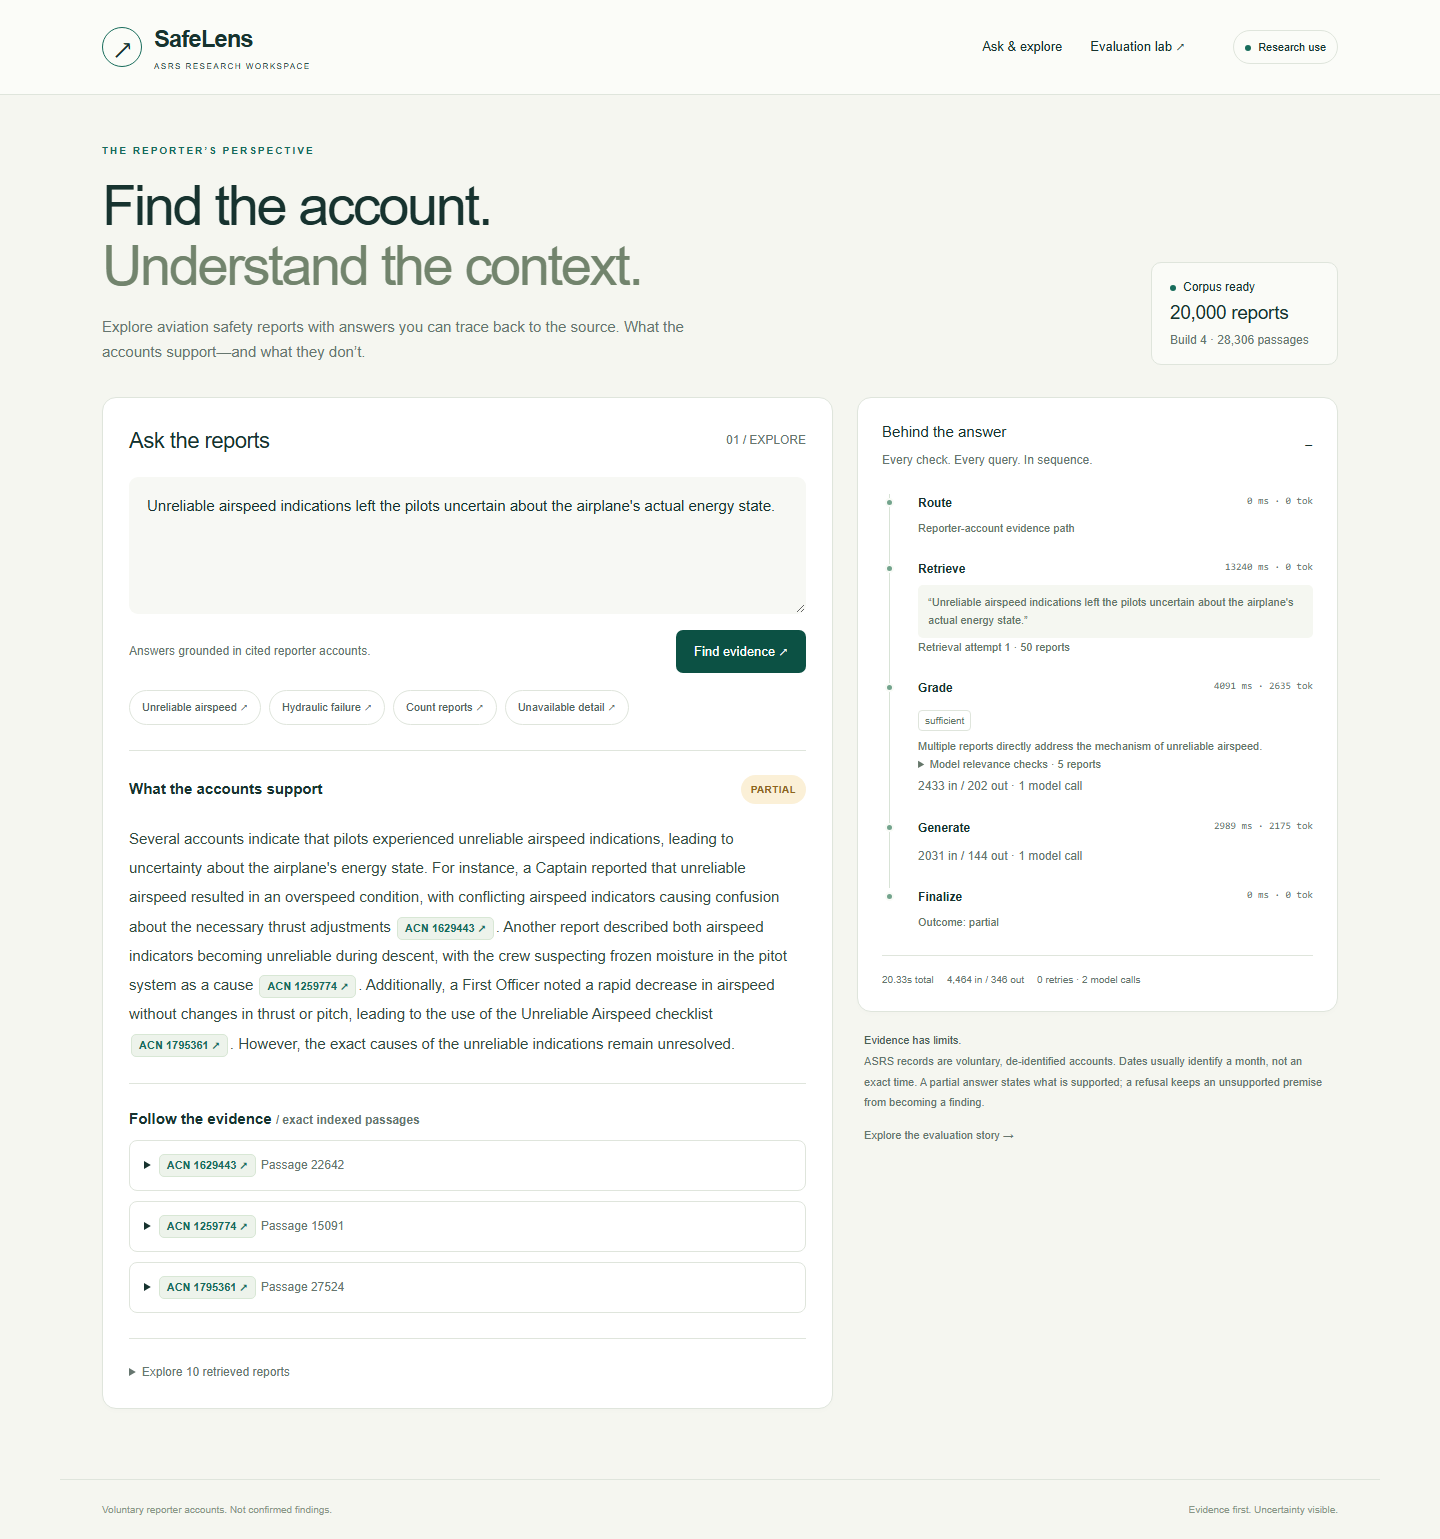 SafeLens
ASRS RESEARCH WORKSPACE
Ask & explore
Evaluation lab ↗
Research use
THE REPORTER'S PERSPECTIVE
Find the account.
Understand the context.
Explore aviation safety reports with answers you can trace back to the source. What the
accounts support—and what they don't.
Corpus ready
20,000 reports
Build 4 · 28,306 passages
Ask the reports
01 / EXPLORE
Unreliable airspeed indications left the pilots uncertain about the airplane's actual energy state.
Answers grounded in cited reporter accounts.
Find evidence ↗
Unreliable airspeed ↗
Hydraulic failure ↗
Count reports ↗
Unavailable detail ↗
What the accounts support
PARTIAL
Several accounts indicate that pilots experienced unreliable airspeed indications, leading to
uncertainty about the airplane's energy state. For instance, a Captain reported that unreliable
airspeed resulted in an overspeed condition, with conflicting airspeed indicators causing confusion
about the necessary thrust adjustments ACN 1629443 ↗ . Another report described both airspeed
indicators becoming unreliable during descent, with the crew suspecting frozen moisture in the pitot
system as a cause ACN 1259774 ↗ . Additionally, a First Officer noted a rapid decrease in airspeed
without changes in thrust or pitch, leading to the use of the Unreliable Airspeed checklist
ACN 1795361 ↗ . However, the exact causes of the unreliable indications remain unresolved.
Follow the evidence / exact indexed passages
ACN 1629443 ↗ Passage 22642
ACN 1259774 ↗ Passage 15091
ACN 1795361 ↗ Passage 27524
Explore 10 retrieved reports
Behind the answer
Every check. Every query. In sequence.
–
Route
0 ms · 0 tok
Reporter-account evidence path
Retrieve
13240 ms · 0 tok
“Unreliable airspeed indications left the pilots uncertain about the airplane's
actual energy state.”
Retrieval attempt 1 · 50 reports
Grade
4091 ms · 2635 tok
sufficient
Multiple reports directly address the mechanism of unreliable airspeed.
Model relevance checks · 5 reports
2433 in / 202 out · 1 model call
Generate
2989 ms · 2175 tok
2031 in / 144 out · 1 model call
Finalize
0 ms · 0 tok
Outcome: partial
20.33s total 4,464 in / 346 out 0 retries · 2 model calls
Evidence has limits.
ASRS records are voluntary, de-identified accounts. Dates usually identify a month, not an
exact time. A partial answer states what is supported; a refusal keeps an unsupported premise
from becoming a finding.
Explore the evaluation story →
Voluntary reporter accounts. Not confirmed findings.
Evidence first. Uncertainty visible.